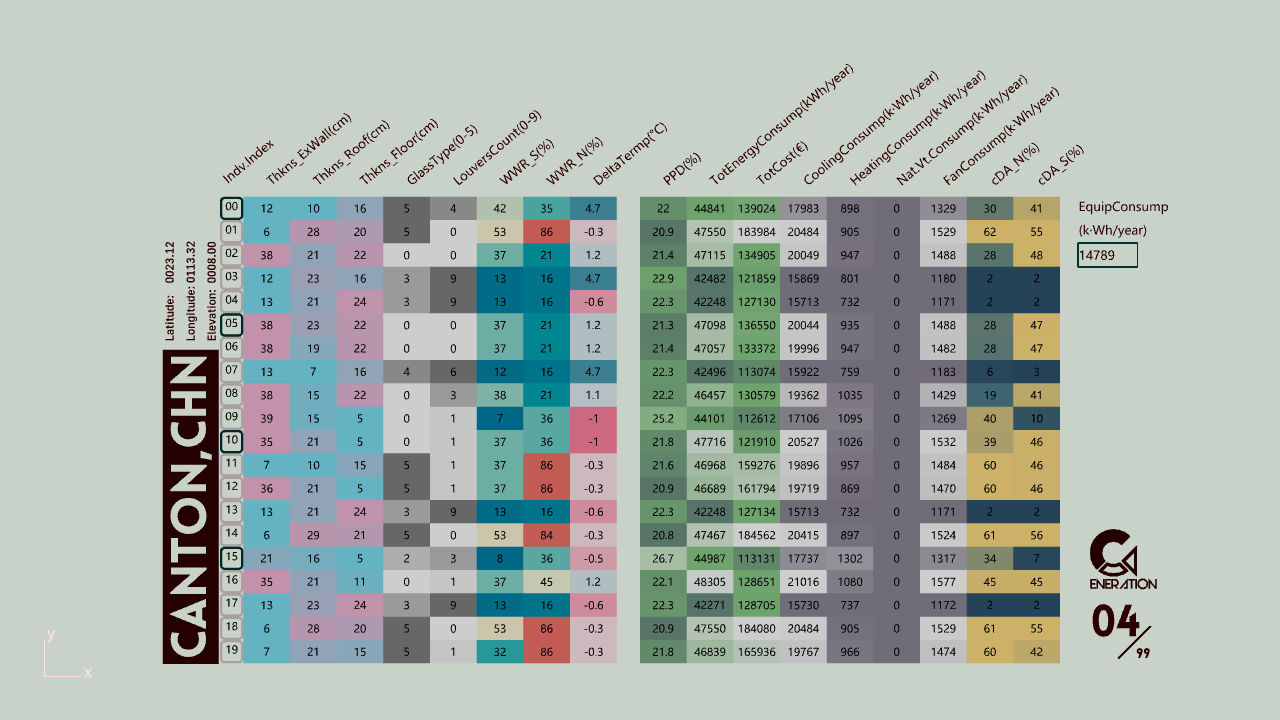 Indv.Index Thkns_ExWall(cm) Thkns_Roof(cm) Thkns_Floor(cm) GlassType(0-5) LouversCount(0-9) WWR_S(%) WWR_N(%) DeltaTermp(°C) PPD(%) TotEnergyConsump(kWh/year) TotCost(€) CoolingConsump(k·Wh/year) HeatingConsump(k·Wh/year) Nat.Vt.Consump(k·Wh/year) FanConsump(k·Wh/year) cDA_N(%) cDA_S(%)
00 12 10 16 5 4 42 35 4.7 22 44841 139024 17983 898 0 1329 30 41
01 6 28 20 5 0 53 86 -0.3 20.9 47550 183984 20484 905 0 1529 62 55
02 38 21 22 0 0 37 21 1.2 21.4 47115 134905 20049 947 0 1488 28 48
03 12 23 16 3 9 13 16 4.7 22.9 42482 121859 15869 801 0 1180 2 2
04 13 21 24 3 9 13 16 -0.6 22.3 42248 127130 15713 732 0 1171 2 2
05 38 23 22 0 0 37 21 1.2 21.3 47098 136550 20044 935 0 1488 28 47
06 38 19 22 0 0 37 21 1.2 21.4 47057 133372 19996 947 0 1482 28 47
07 13 7 16 4 6 12 16 4.7 22.3 42496 113074 15922 759 0 1183 6 3
08 38 15 22 0 3 38 21 1.1 22.2 46457 130579 19362 1035 0 1429 19 41
09 39 15 5 0 1 7 36 -1 25.2 44101 112612 17106 1095 0 1269 40 10
10 35 21 5 0 1 37 36 -1 21.8 47716 121910 20527 1026 0 1532 39 46
11 7 10 15 5 1 37 86 -0.3 21.6 46968 159276 19896 957 0 1484 60 46
12 36 21 5 5 1 37 86 -0.3 20.9 46689 161794 19719 869 0 1470 60 46
13 13 21 24 3 9 13 16 -0.6 22.3 42248 127134 15713 732 0 1171 2 2
14 6 29 21 5 0 53 84 -0.3 20.8 47467 184562 20415 897 0 1524 61 56
15 21 16 5 2 3 8 36 -0.5 26.7 44987 113131 17737 1302 0 1317 34 7
16 35 21 11 0 1 37 45 1.2 22.1 48305 128651 21016 1080 0 1577 45 45
17 13 23 24 3 9 13 16 -0.6 22.3 42271 128705 15730 737 0 1172 2 2
18 6 28 20 5 0 53 86 -0.3 20.9 47550 184080 20484 905 0 1529 61 55
19 7 21 15 5 1 32 86 -0.3 21.8 46839 165936 19767 966 0 1474 60 42
Latitude: 0023.12
Longitude: 0113.32
Elevation: 0008.00
CANTON,CHN
EquipConsump
(k·Wh/year)
14789
G
ENERATION
04/99
y
x